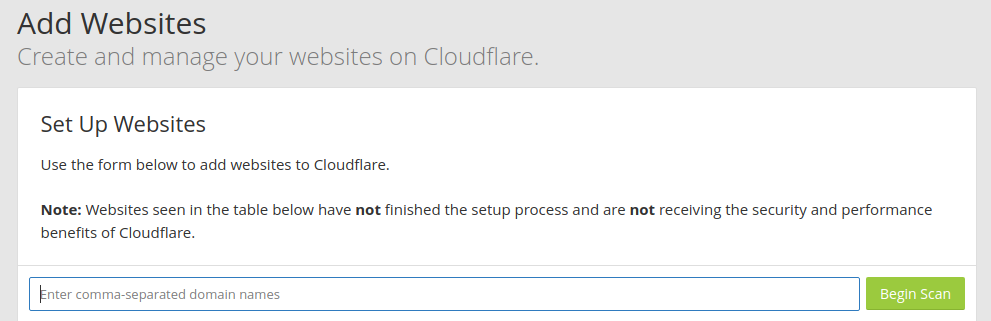 Add Websites
Create and manage your websites on Cloudflare.
Set Up Websites
Use the form below to add websites to Cloudflare.
Note: Websites seen in the table below have not finished the setup process and are not receiving the security and performance
benefits of Cloudflare.
Enter comma-separated domain names
Begin Scan